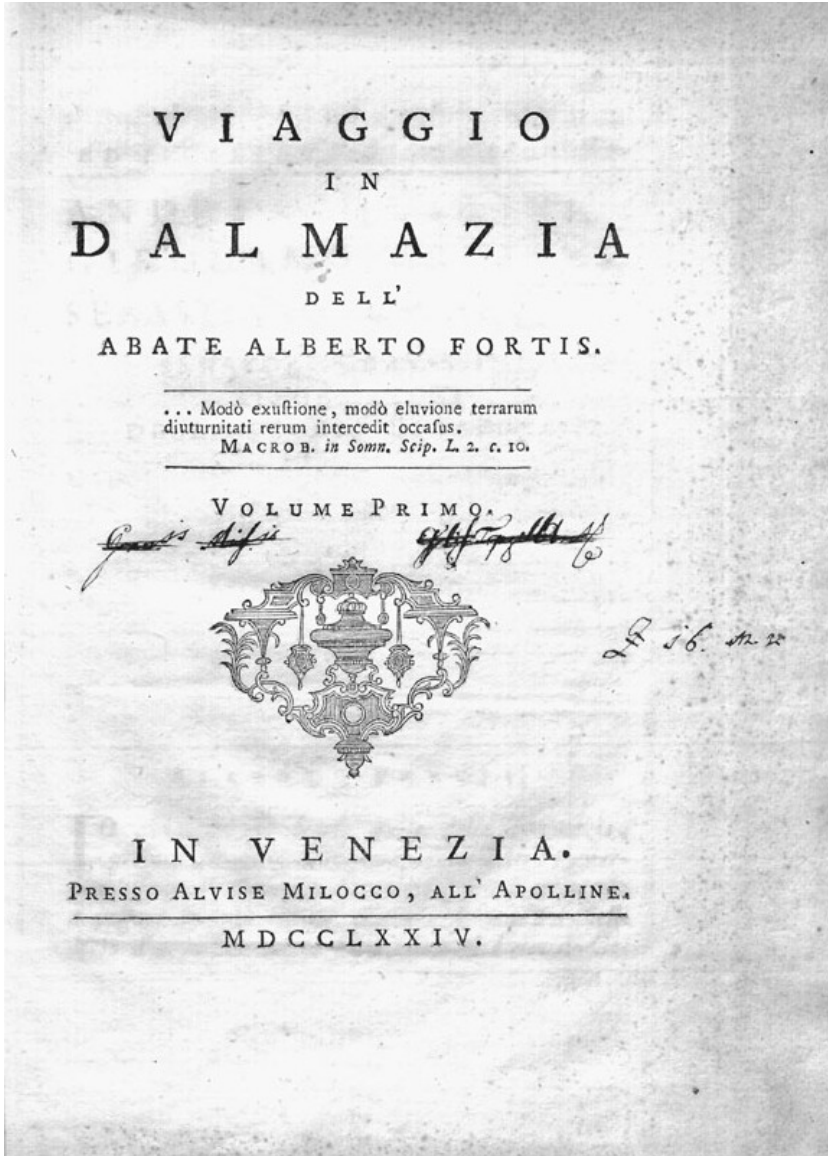 VIAGGIO
IN
DALMAZIA
DELL'
ABATE ALBERTO FORTIS.
... Modò exuſtione, modò eluvione terrarum
diuturnitati rerum intercedit occaſus.
MACROB. in Somn. Scip. L. 2. c. 10.
VOLUME PRIMO.
IN VENEZIA.
PRESSO ALVISE MILOCCO, ALL' APOLLINE.
MDCCLXXIV.